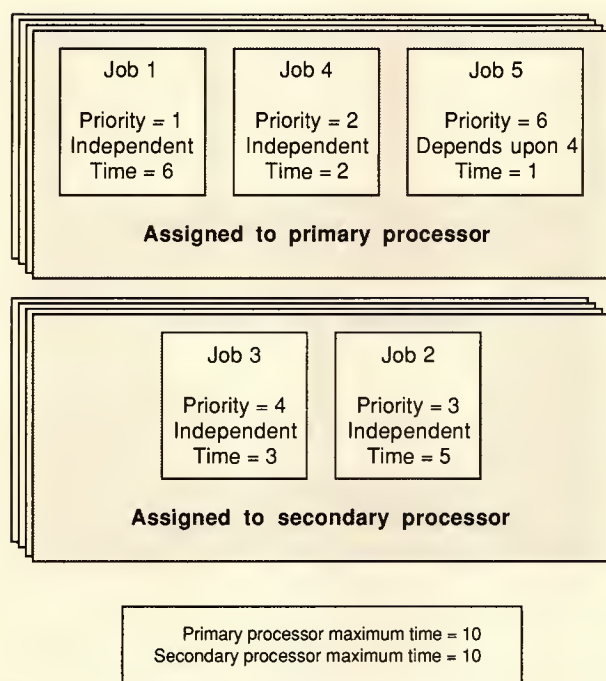 Job 1
Priority = 1
Independent
Time = 6
Job 4
Priority = 2
Independent
Time = 2
Job 5
Priority = 6
Depends upon 4
Time = 1
Assigned to primary processor
Job 3
Priority = 4
Independent
Time = 3
Job 2
Priority = 3
Independent
Time = 5
Assigned to secondary processor
Primary processor maximum time = 10
Secondary processor maximum time = 10